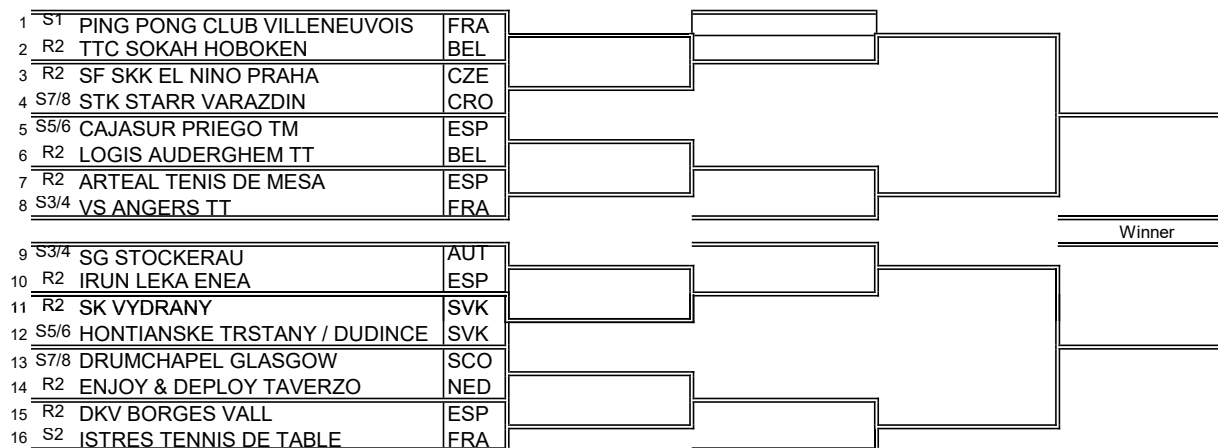 1 S1 PING PONG CLUB VILLENEUVOIS FRA
2 R2 TTC SOKAH HOBOKEN BEL
3 R2 SF SKK EL NINO PRAHA CZE
4 S7/8 STK STARR VARAZDIN CRO
5 S5/6 CAJASUR PRIEGO TM ESP
6 R2 LOGIS AUDERGHEM TT BEL
7 R2 ARTEAL TENIS DE MESA ESP
8 S3/4 VS ANGERS TT FRA
Winner
9 S3/4 SG STOCKERAU AUT
10 R2 IRUN LEKA ENEA ESP
11 R2 SK VYDRANY SVK
12 S5/6 HONTIANSKE TRSTANY / DUDINCE SVK
13 S7/8 DRUMCHAPEL GLASGOW SCO
14 R2 ENJOY & DEPLOY TAVERZO NED
15 R2 DKV BORGES VALL ESP
16 S2 ISTRES TENNIS DE TABLE FRA